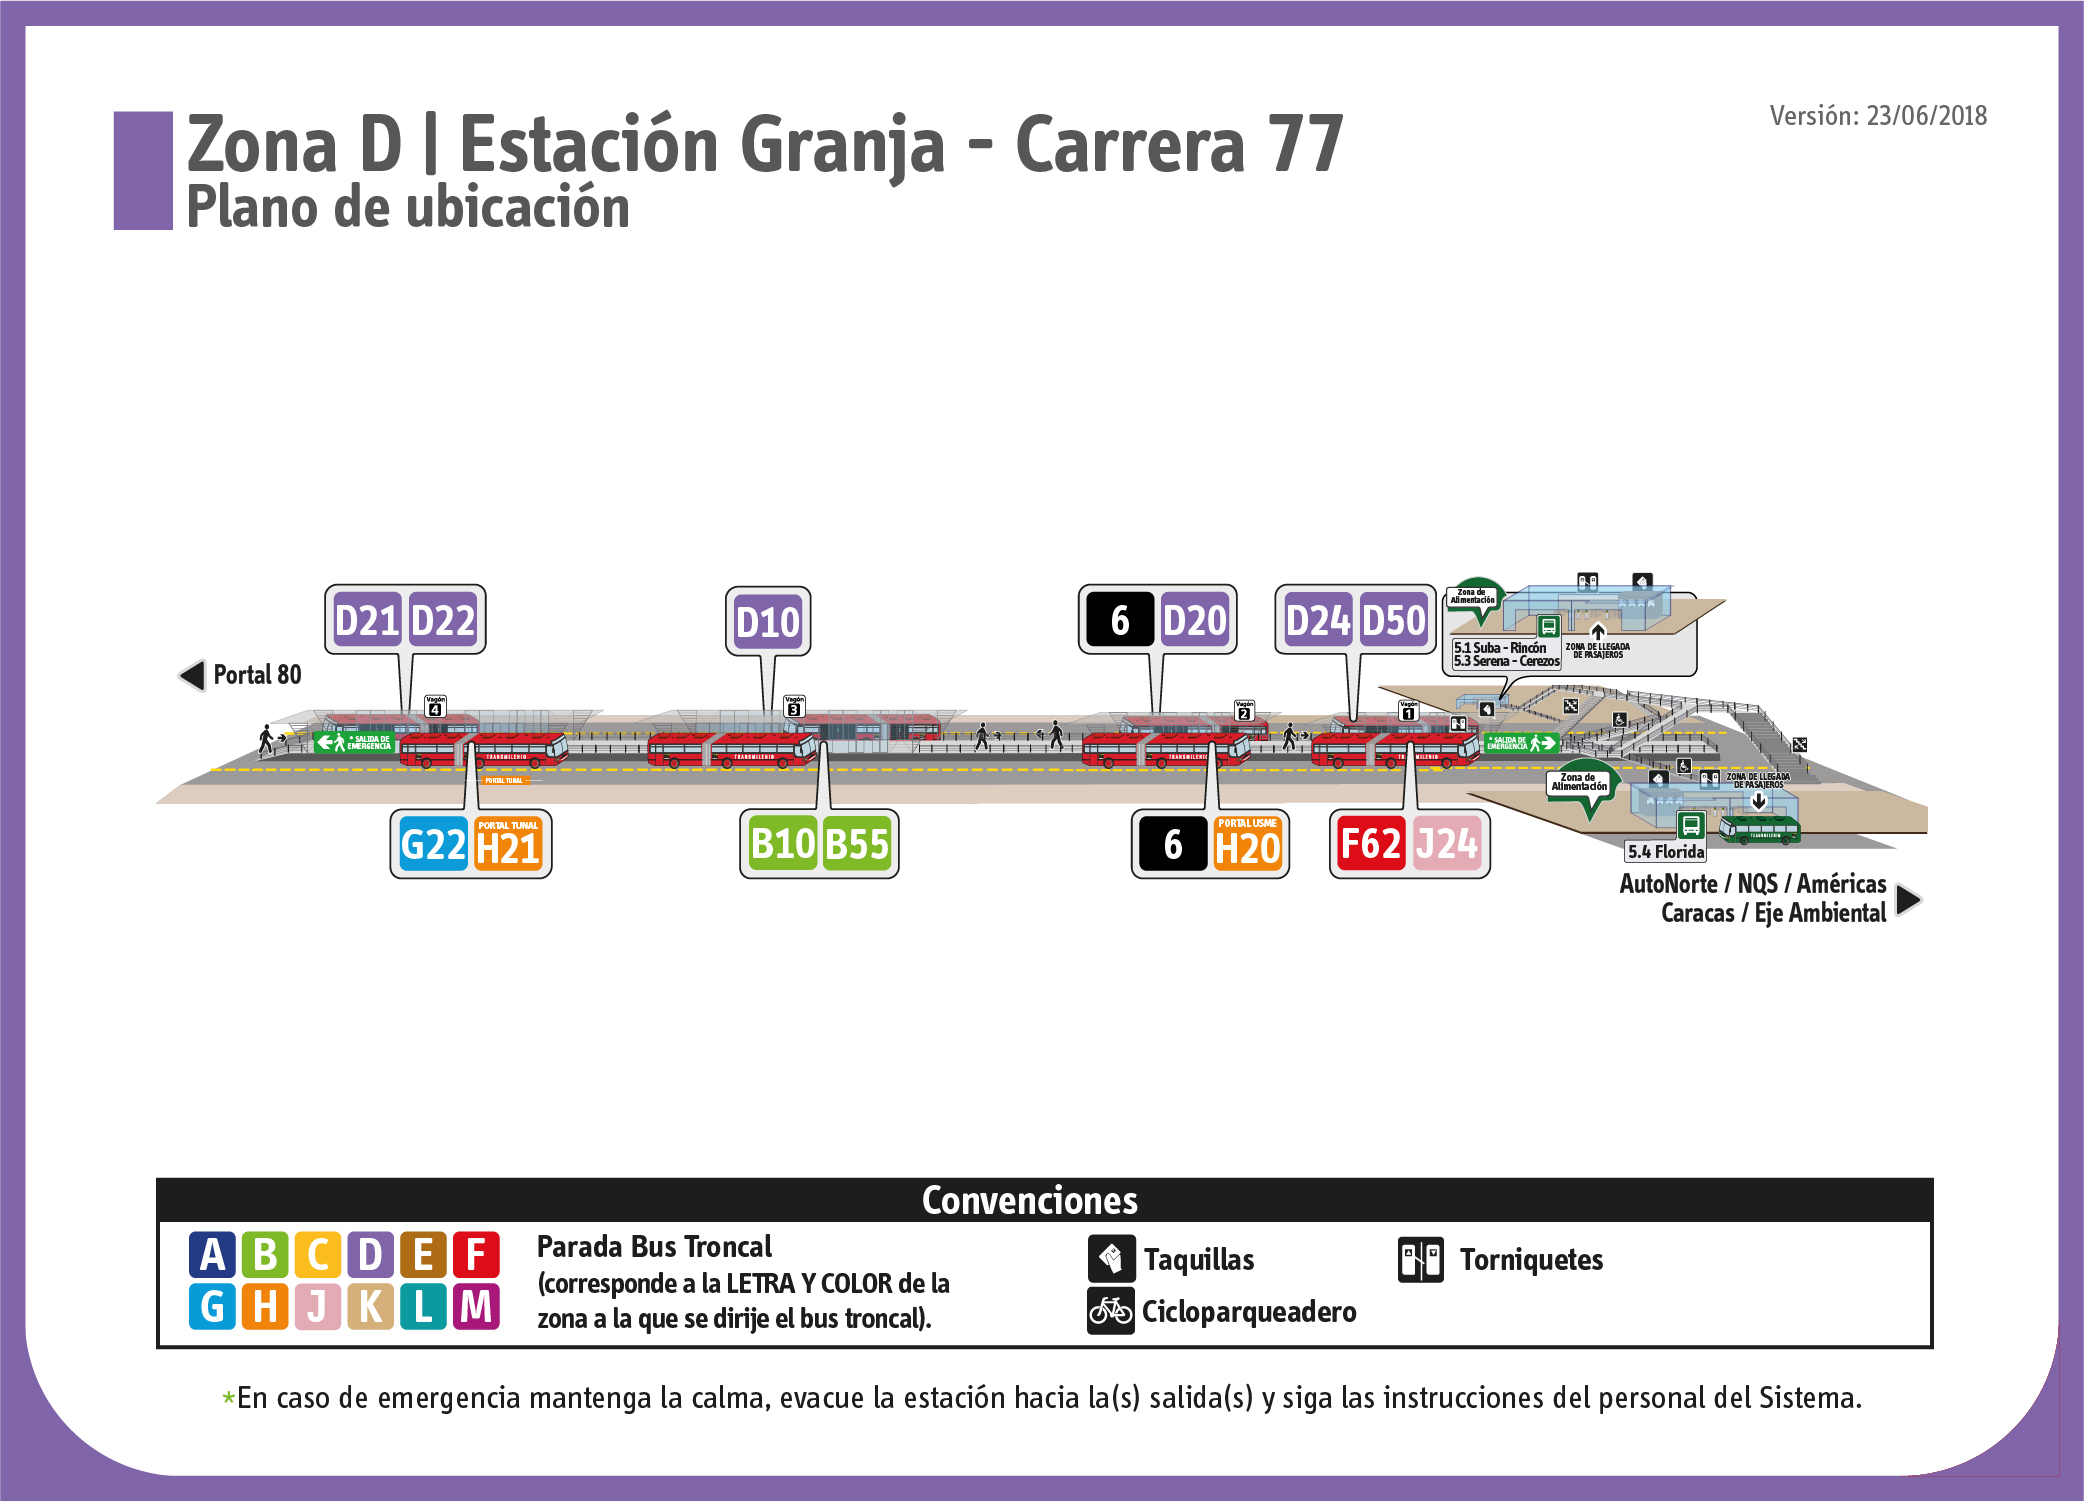 Zona D | Estación Granja - Carrera 77
Plano de ubicación
Versión: 23/06/2018
D21 D22
D10
6 D20
D24 D50
Zona de
Alimentación
5.1 Suba - Rincón
5.3 Serena - Cerezos
ZONA DE LLEGADA
DE PASAJEROS
Portal 80
Vagón
4
Vagón
3
Vagón
2
Vagón
1
* SALIDA DE
EMERGENCIA
TRANSMILENIO
TRANSMILENIO
TRANSMILENIO
TRANSMILENIO
* SALIDA DE
EMERGENCIA
PORTAL TUNAL
Zona de
Alimentación
ZONA DE LLEGADA
DE PASAJEROS
TRANSMILENIO
5.4 Florida
G22 PORTAL TUNAL H21
B10 B55
6 PORTAL USME H20
F62 J24
AutoNorte / NQS / Américas
Caracas / Eje Ambiental
Convenciones
A B C D E F
G H J K L M
Parada Bus Troncal
(corresponde a la LETRA Y COLOR de la
zona a la que se dirije el bus troncal).
Taquillas
Cicloparqueadero
Torniquetes
*En caso de emergencia mantenga la calma, evacue la estación hacia la(s) salida(s) y siga las instrucciones del personal del Sistema.